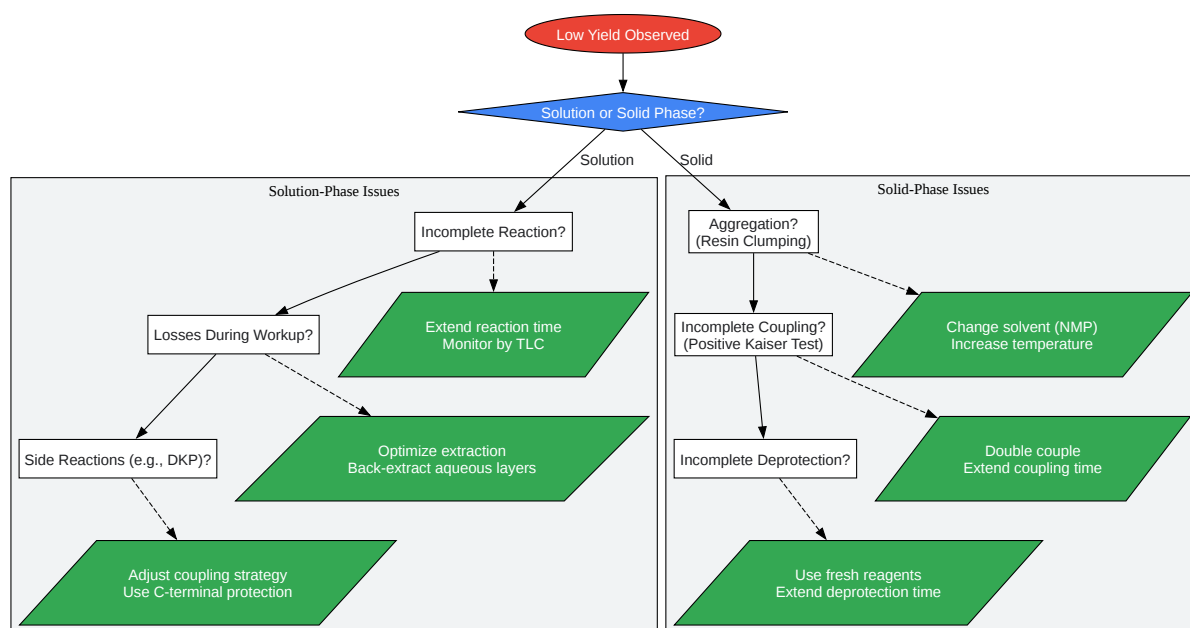 Low Yield Observed
Solution or Solid Phase?
Solution
Solid
Solution-Phase Issues
Incomplete Reaction?
Extend reaction time
Monitor by TLC
Losses During Workup?
Optimize extraction
Back-extract aqueous layers
Side Reactions (e.g., DKP)?
Adjust coupling strategy
Use C-terminal protection
Solid-Phase Issues
Aggregation?
(Resin Clumping)
Change solvent (NMP)
Increase temperature
Incomplete Coupling?
(Positive Kaiser Test)
Double couple
Extend coupling time
Incomplete Deprotection?
Use fresh reagents
Extend deprotection time